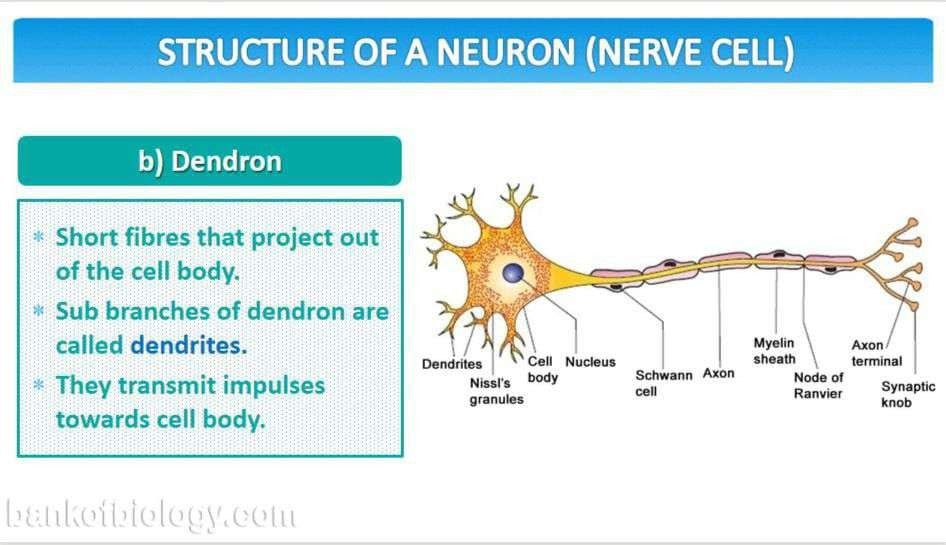 STRUCTURE OF A NEURON (NERVE CELL)
b) Dendron
* Short fibres that project out
of the cell body.
* Sub branches of dendron are
called dendrites.
* They transmit impulses
towards cell body.
Dendrites
Nissl's
granules
Cell
body
Nucleus
Schwann
cell
Axon
Myelin
sheath
Node of
Ranvier
Axon
terminal
Synaptic
knob
bankofbiology.com